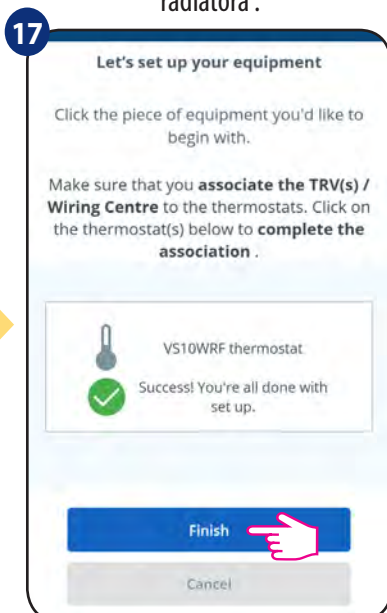 radiatora .
17
Let's set up your equipment
Click the piece of equipment you'd like to
begin with.
Make sure that you associate the TRV(s) /
Wiring Centre to the thermostats. Click on
the thermostat(s) below to complete the
association .
VS10WRF thermostat
Success! You're all done with
set up.
Finish
Cancel